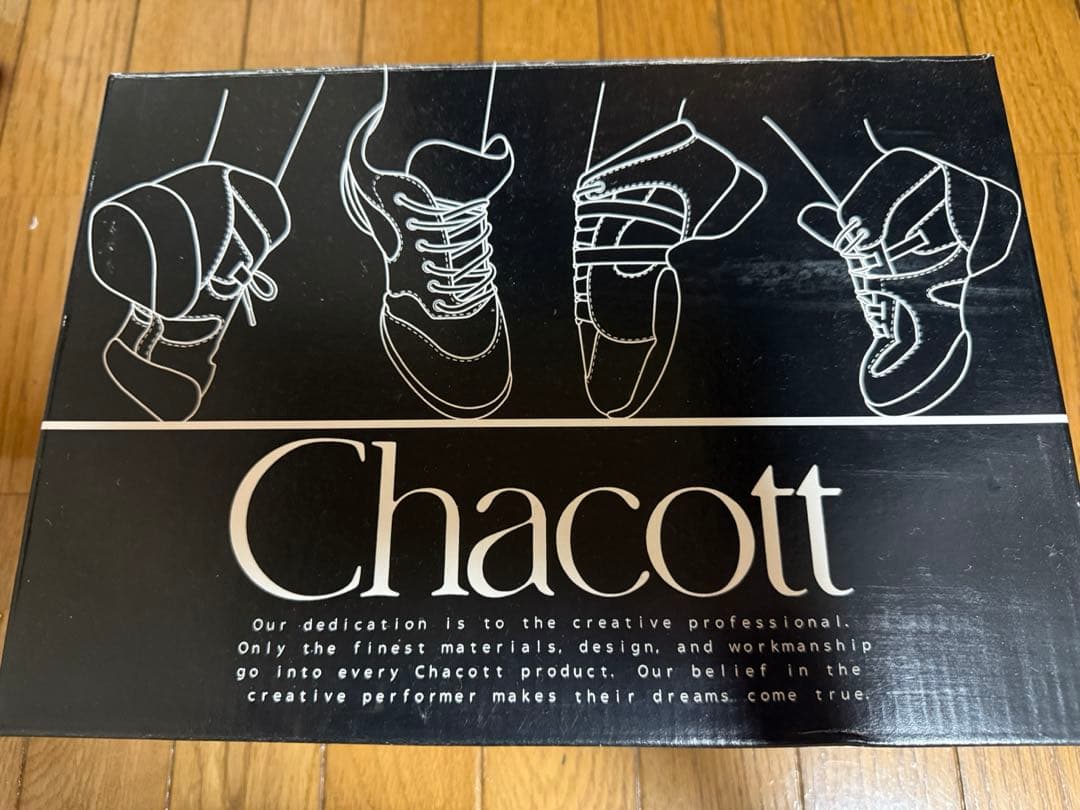 Chacott
Our dedication is to the creative professional.
Only the finest materials, design, and workmanship
go into every Chacott product. Our belief in the
creative performer makes their dreams come true.